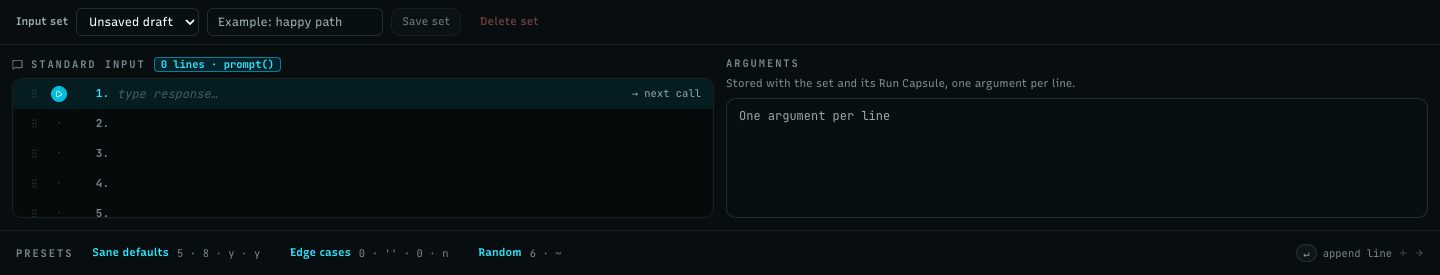 Input set Unsaved draft Example: happy path Save set Delete set
STANDARD INPUT 0 lines · prompt()
1. type response… → next call
2.
3.
4.
5.
ARGUMENTS
Stored with the set and its Run Capsule, one argument per line.
One argument per line
PRESETS Sane defaults 5 · 8 · y · y Edge cases 0 · '' · 0 · n Random 6 · ~ ↵ append line + →